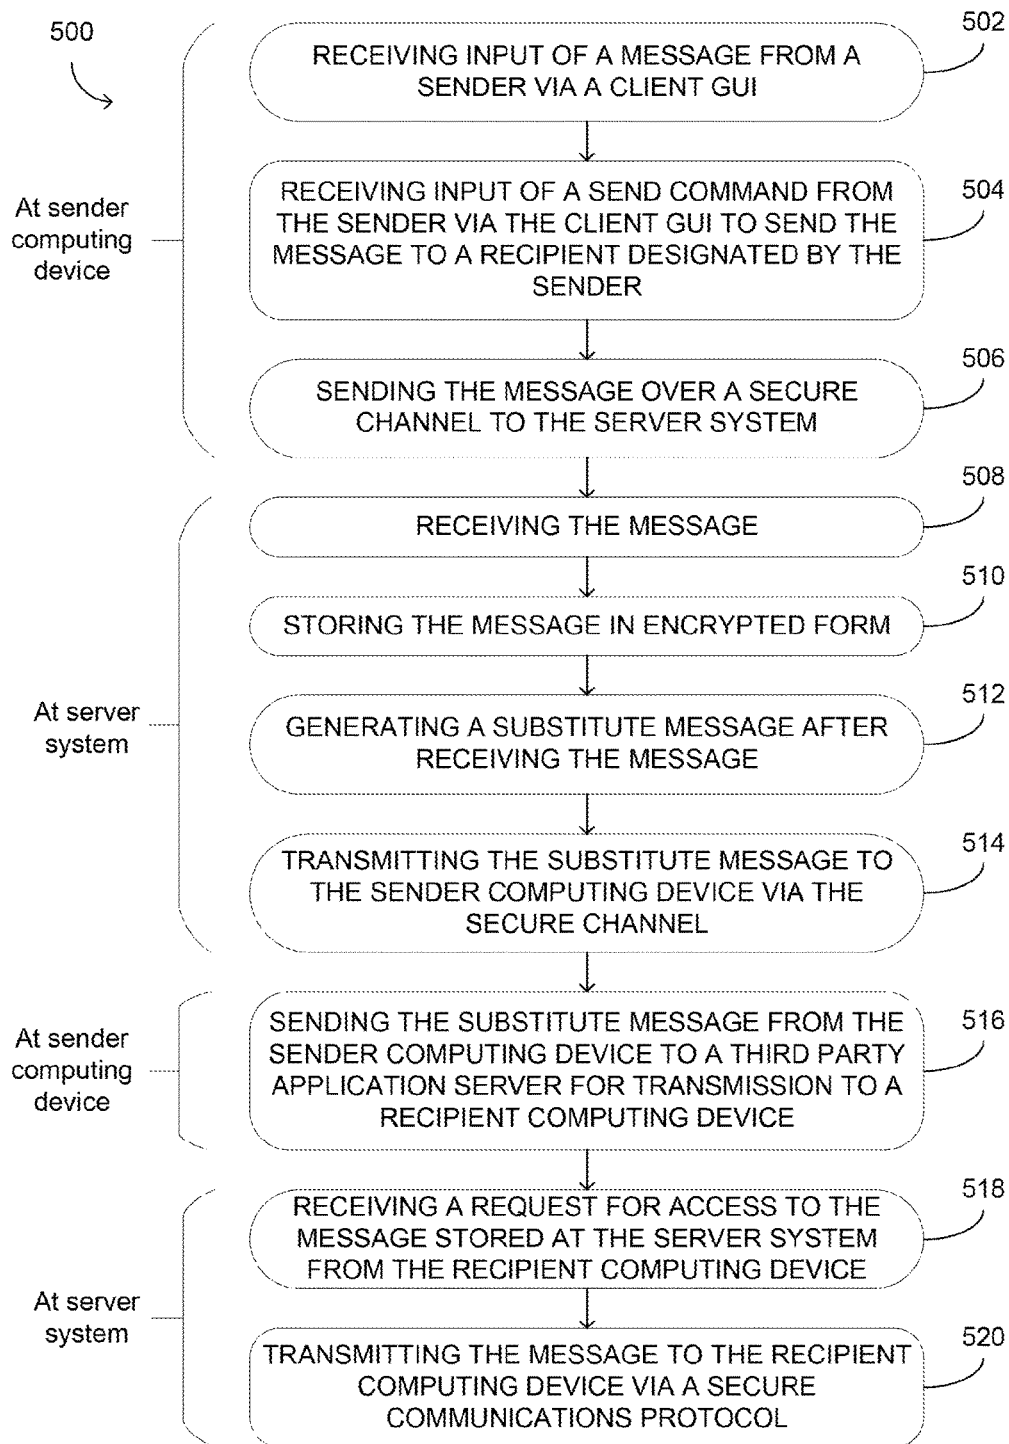 500
502
RECEIVING INPUT OF A MESSAGE FROM A
SENDER VIA A CLIENT GUI
At sender
computing
device
504
RECEIVING INPUT OF A SEND COMMAND FROM
THE SENDER VIA THE CLIENT GUI TO SEND THE
MESSAGE TO A RECIPIENT DESIGNATED BY THE
SENDER
506
SENDING THE MESSAGE OVER A SECURE
CHANNEL TO THE SERVER SYSTEM
508
RECEIVING THE MESSAGE
510
STORING THE MESSAGE IN ENCRYPTED FORM
At server
system
512
GENERATING A SUBSTITUTE MESSAGE AFTER
RECEIVING THE MESSAGE
514
TRANSMITTING THE SUBSTITUTE MESSAGE TO
THE SENDER COMPUTING DEVICE VIA THE
SECURE CHANNEL
At sender
computing
device
516
SENDING THE SUBSTITUTE MESSAGE FROM THE
SENDER COMPUTING DEVICE TO A THIRD PARTY
APPLICATION SERVER FOR TRANSMISSION TO A
RECIPIENT COMPUTING DEVICE
518
RECEIVING A REQUEST FOR ACCESS TO THE
MESSAGE STORED AT THE SERVER SYSTEM
FROM THE RECIPIENT COMPUTING DEVICE
At server
system
520
TRANSMITTING THE MESSAGE TO THE RECIPIENT
COMPUTING DEVICE VIA A SECURE
COMMUNICATIONS PROTOCOL